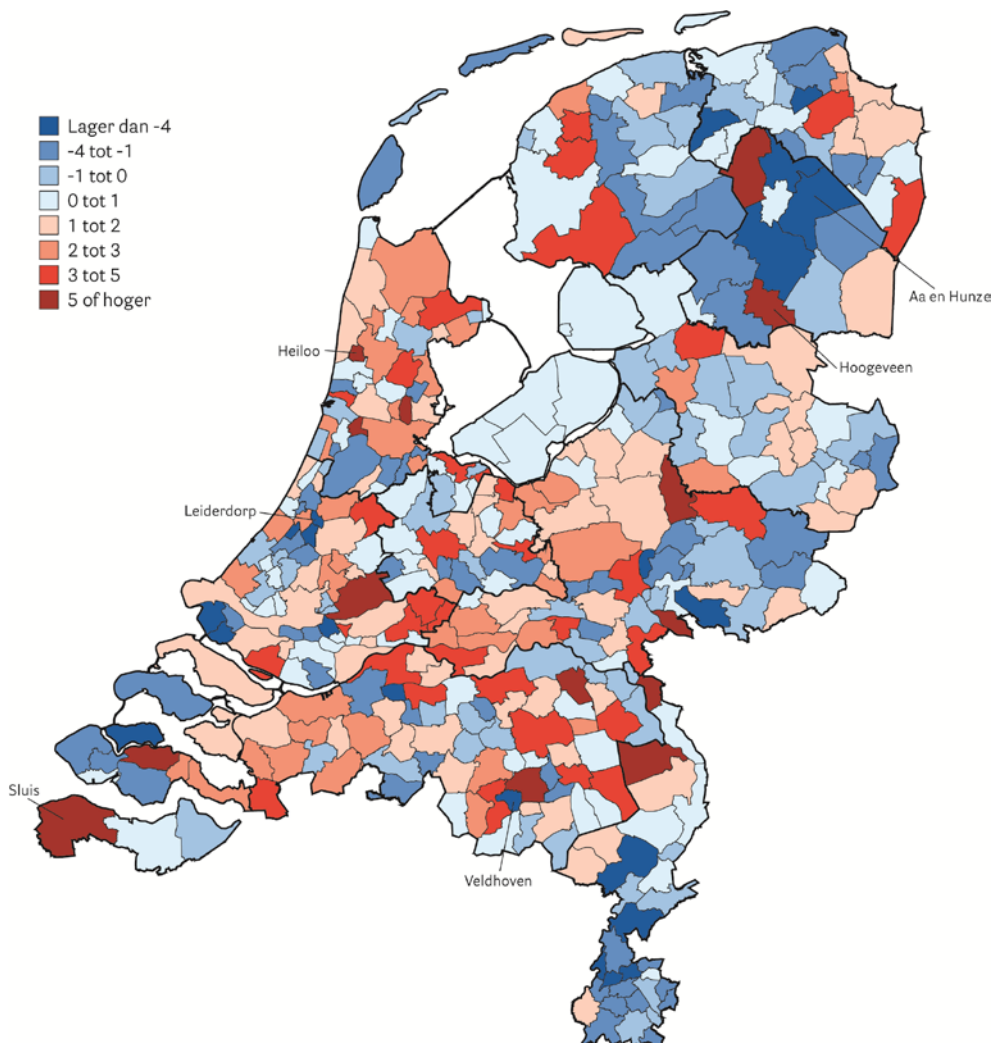 Lager dan -4
-4 tot -1
-1 tot 0
0 tot 1
1 tot 2
2 tot 3
3 tot 5
5 of hoger
Aa en Hunze
Heiloo
Hoogeveen
Leiderdorp
Sluis
Veldhoven